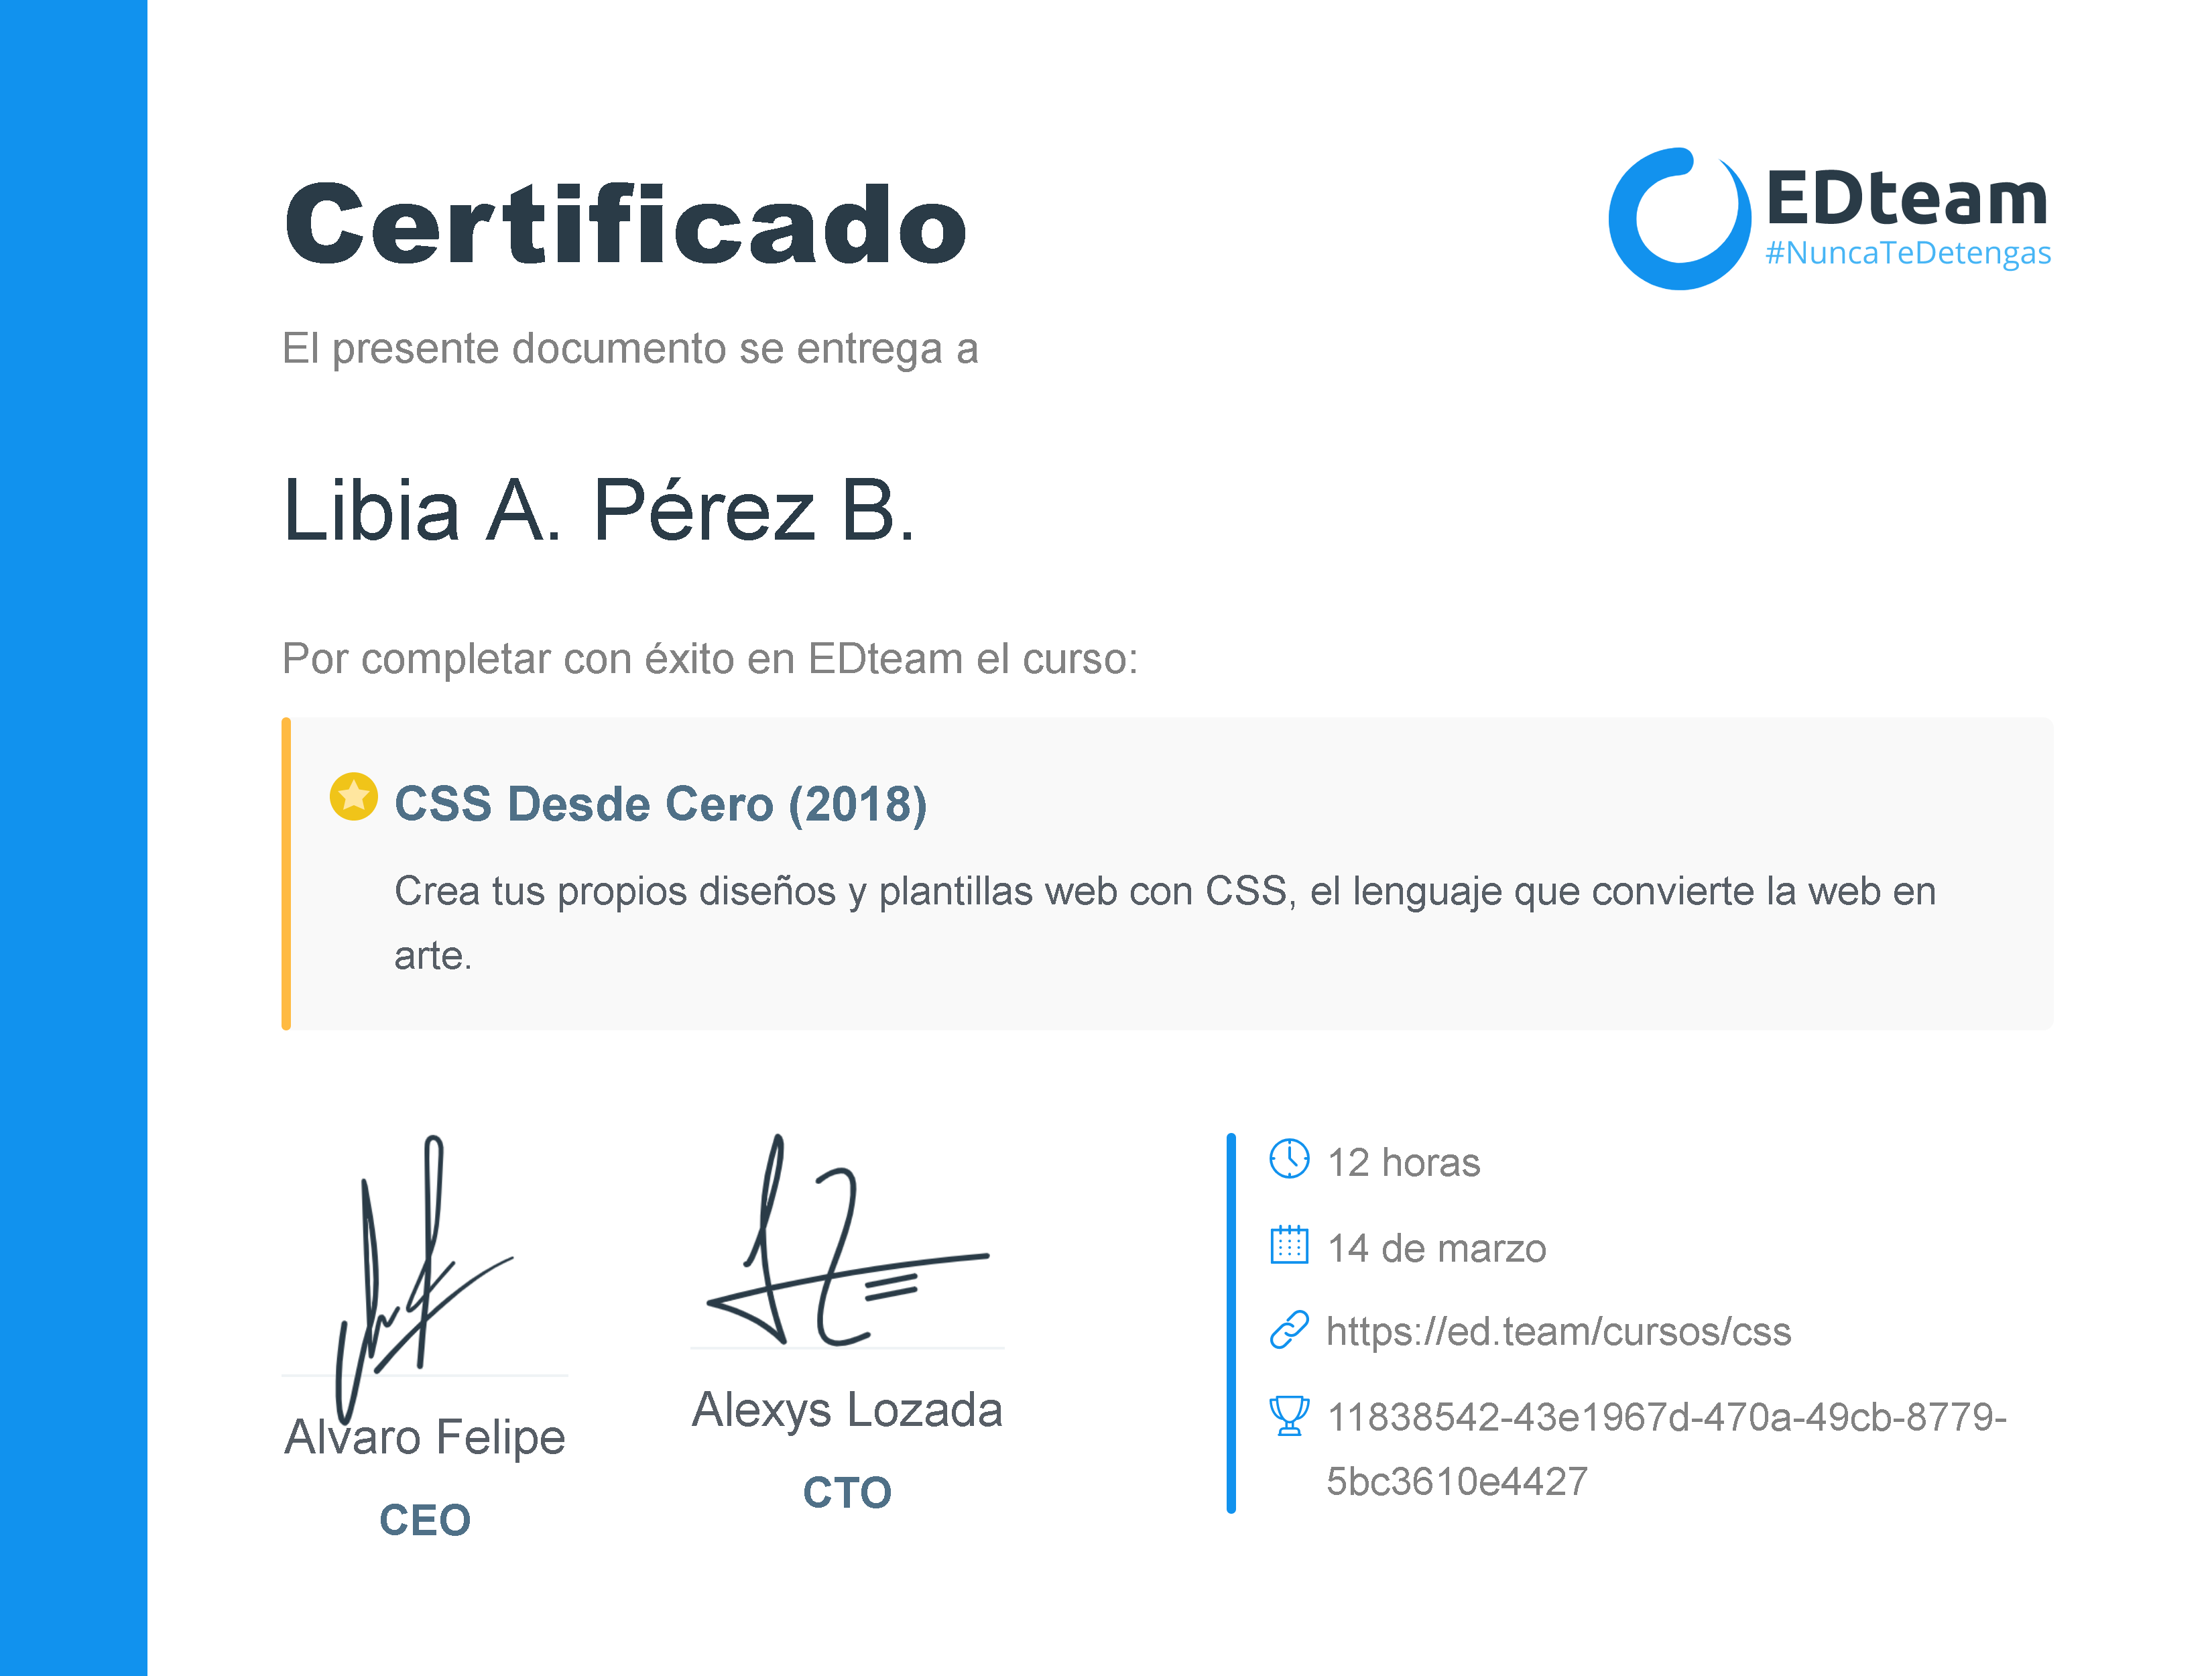 Certificado
EDteam
#NuncaTeDetengas
El presente documento se entrega a
Libia A. Pérez B.
Por completar con éxito en EDteam el curso:
CSS Desde Cero (2018)
Crea tus propios diseños y plantillas web con CSS, el lenguaje que convierte la web en
arte.
Alvaro Felipe
CEO
Alexys Lozada
CTO
12 horas
14 de marzo
https://ed.team/cursos/css
11838542-43e1967d-470a-49cb-8779-
5bc3610e4427